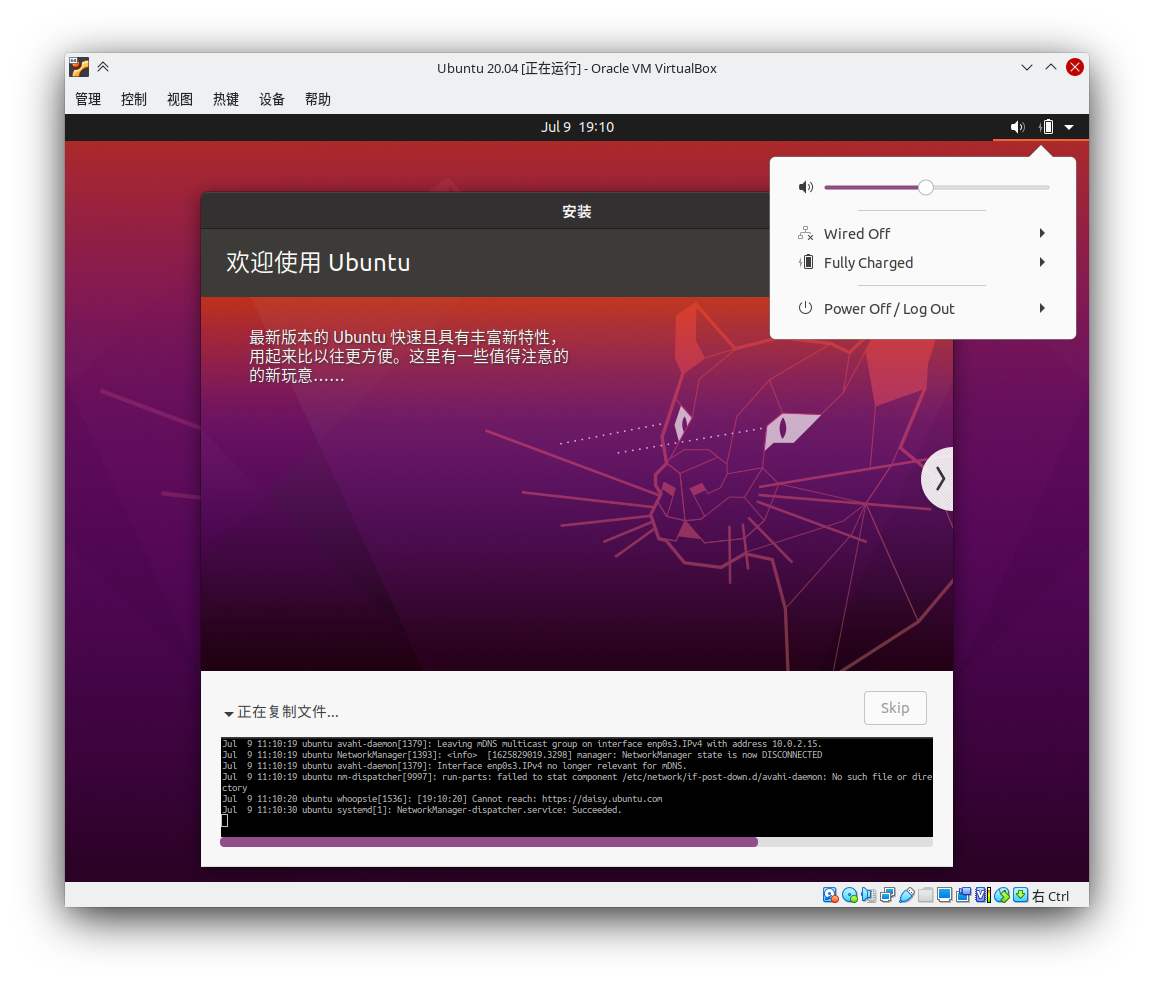 Ubuntu 20.04 [正在运行] - Oracle VM VirtualBox
管理 控制 视图 热键 设备 帮助
Jul 9 19:10
Wired Off
Fully Charged
Power Off / Log Out
安装
欢迎使用 Ubuntu
最新版本的 Ubuntu 快速且具有丰富新特性，
用起来比以往更方便。这里有一些值得注意的
的新玩意……
正在复制文件...
Skip
Jul  9 11:10:19 ubuntu avahi-daemon[1379]: Leaving mDNS multicast group on interface enp0s3.IPv4 with address 10.0.2.15.
Jul  9 11:10:19 ubuntu NetworkManager[1393]: <info>  [1625829019.3298] manager: NetworkManager state is now DISCONNECTED
Jul  9 11:10:19 ubuntu avahi-daemon[1379]: Interface enp0s3.IPv4 no longer relevant for mDNS.
Jul  9 11:10:19 ubuntu nm-dispatcher[9997]: run-parts: failed to stat component /etc/network/if-post-down.d/avahi-daemon: No such file or dire
ctory
Jul  9 11:10:20 ubuntu whoopsie[1536]: [19:10:20] Cannot reach: https://daisy.ubuntu.com
Jul  9 11:10:30 ubuntu systemd[1]: NetworkManager-dispatcher.service: Succeeded.
右 Ctrl